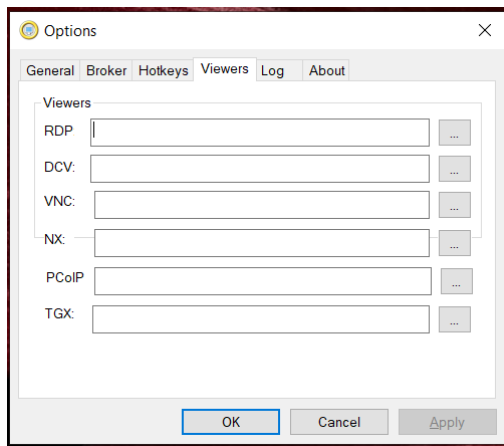 Options
General Broker Hotkeys Viewers Log About
Viewers
RDP ...
DCV: ...
VNC: ...
NX: ...
PCoIP ...
TGX: ...
OK Cancel Apply